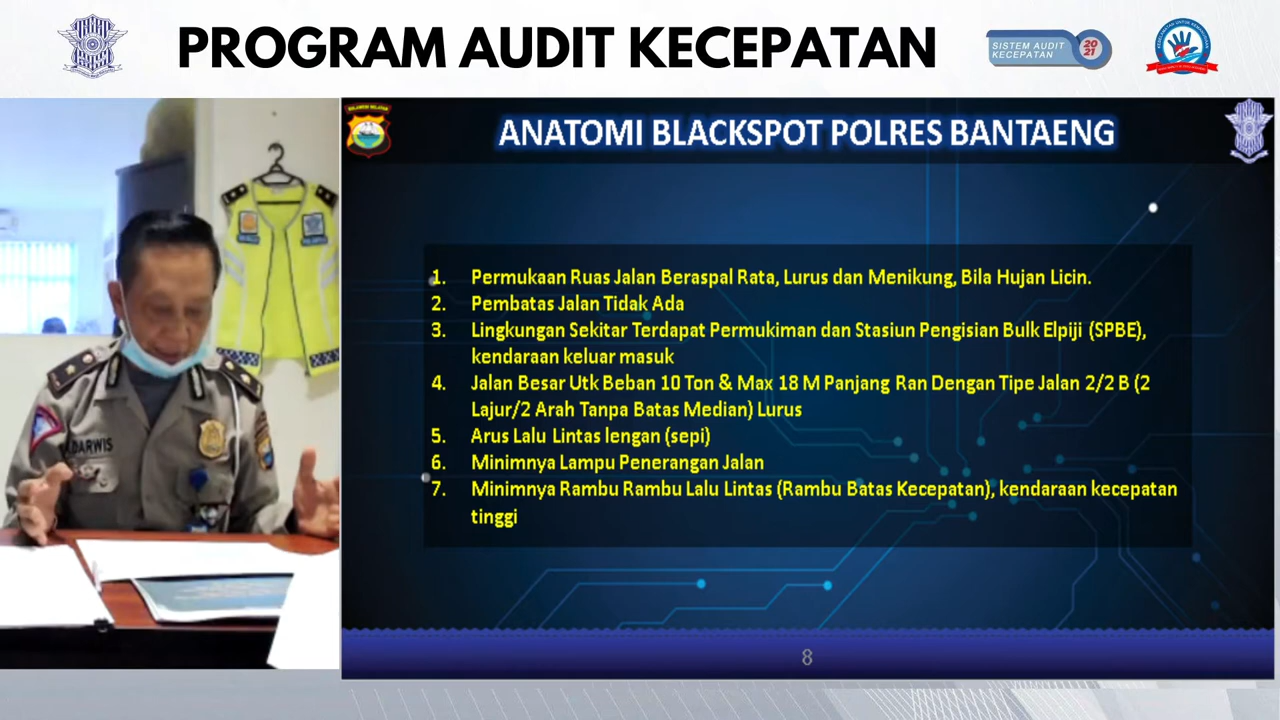 PROGRAM AUDIT KECEPATAN
SISTEM AUDIT
KECEPATAN
20
21
SULAWESI SELATAN
ANATOMI BLACKSPOT POLRES BANTAENG
1. Permukaan Ruas Jalan Beraspal Rata, Lurus dan Menikung, Bila Hujan Licin.
2. Pembatas Jalan Tidak Ada
3. Lingkungan Sekitar Terdapat Permukiman dan Stasiun Pengisian Bulk Elpiji (SPBE),
kendaraan keluar masuk
4. Jalan Besar Utk Beban 10 Ton & Max 18 M Panjang Ran Dengan Tipe Jalan 2/2 B (2
Lajur/2 Arah Tanpa Batas Median) Lurus
5. Arus Lalu Lintas lengan (sepi)
6. Minimnya Lampu Penerangan Jalan
7. Minimnya Rambu Rambu Lalu Lintas (Rambu Batas Kecepatan), kendaraan kecepatan
tinggi
8
DARWIS